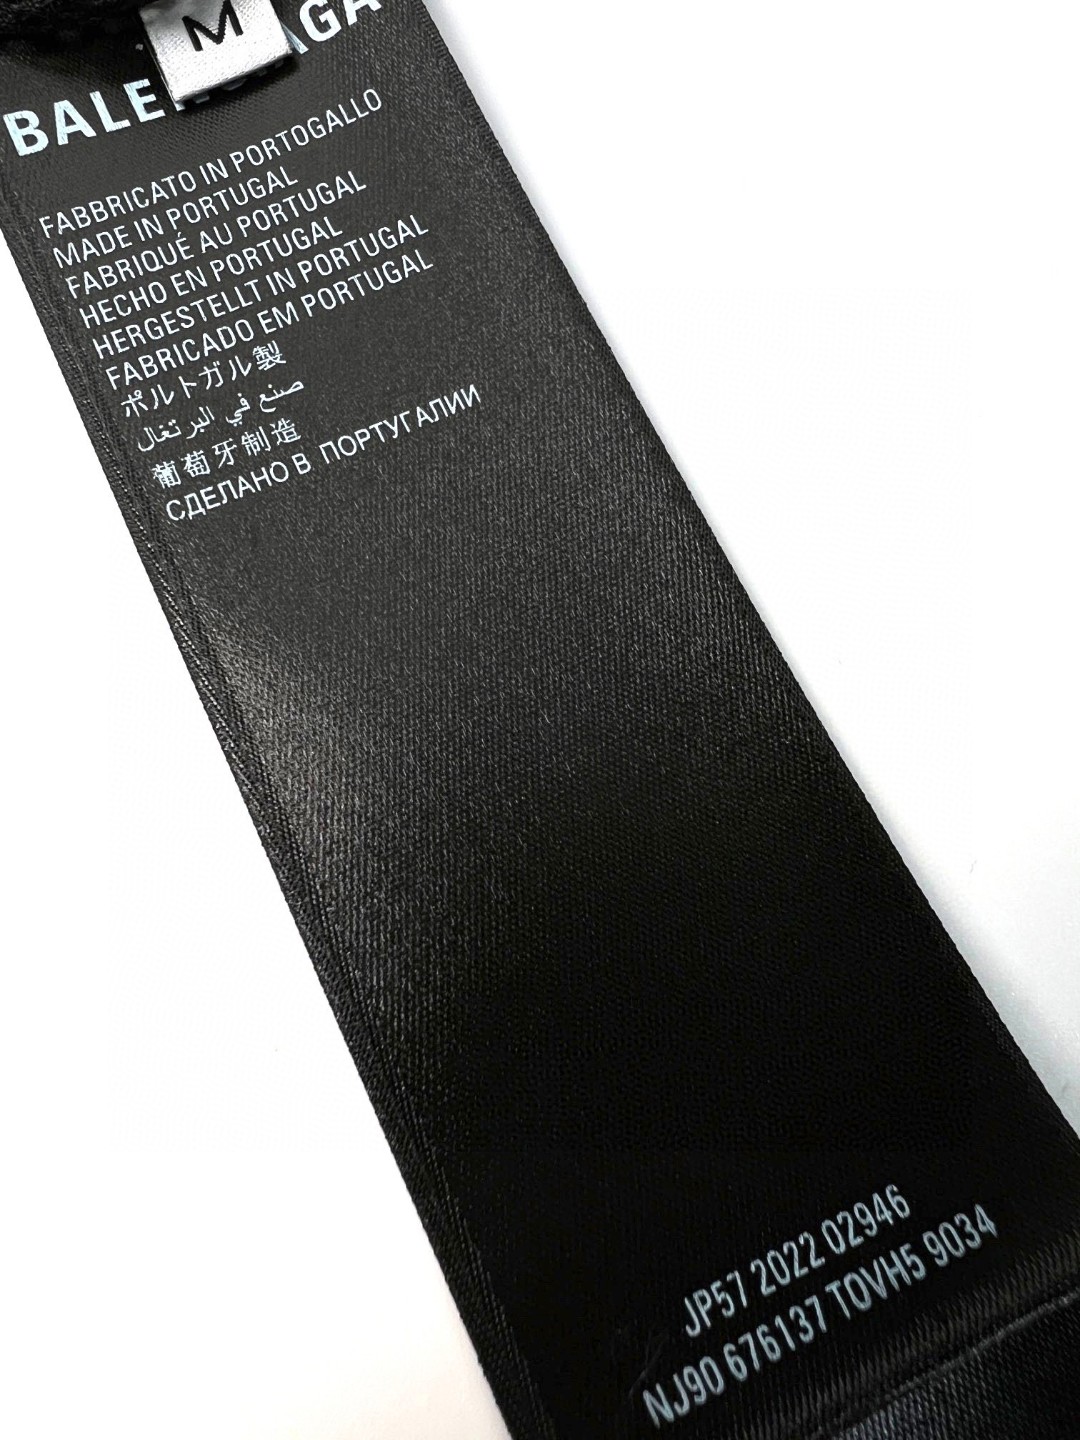 M
BALENCIAGA
FABBRICATO IN PORTOGALLO
MADE IN PORTUGAL
FABRIQUÉ AU PORTUGAL
HECHO EN PORTUGAL
HERGESTELLT IN PORTUGAL
FABRICADO EM PORTUGAL
ポルトガル製
صنع في البرتغال
葡萄牙制造
СДЕЛАНО В ПОРТУГАЛИИ
JP57 2022 02946
NJ90 676137 TOVH5 9034